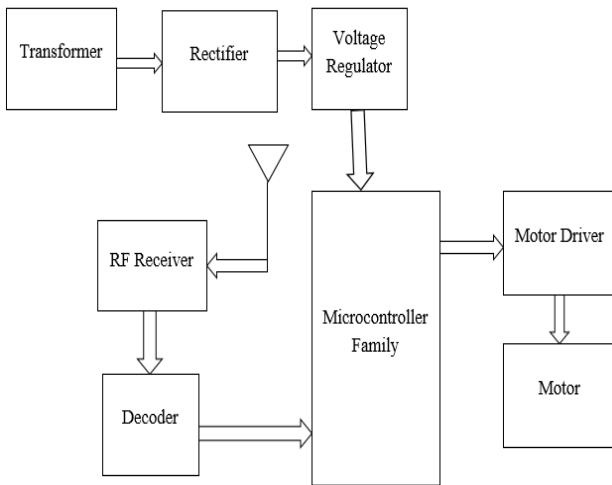 Transformer
Rectifier
Voltage
Regulator
RF Receiver
Motor Driver
Microcontroller
Family
Motor
Decoder